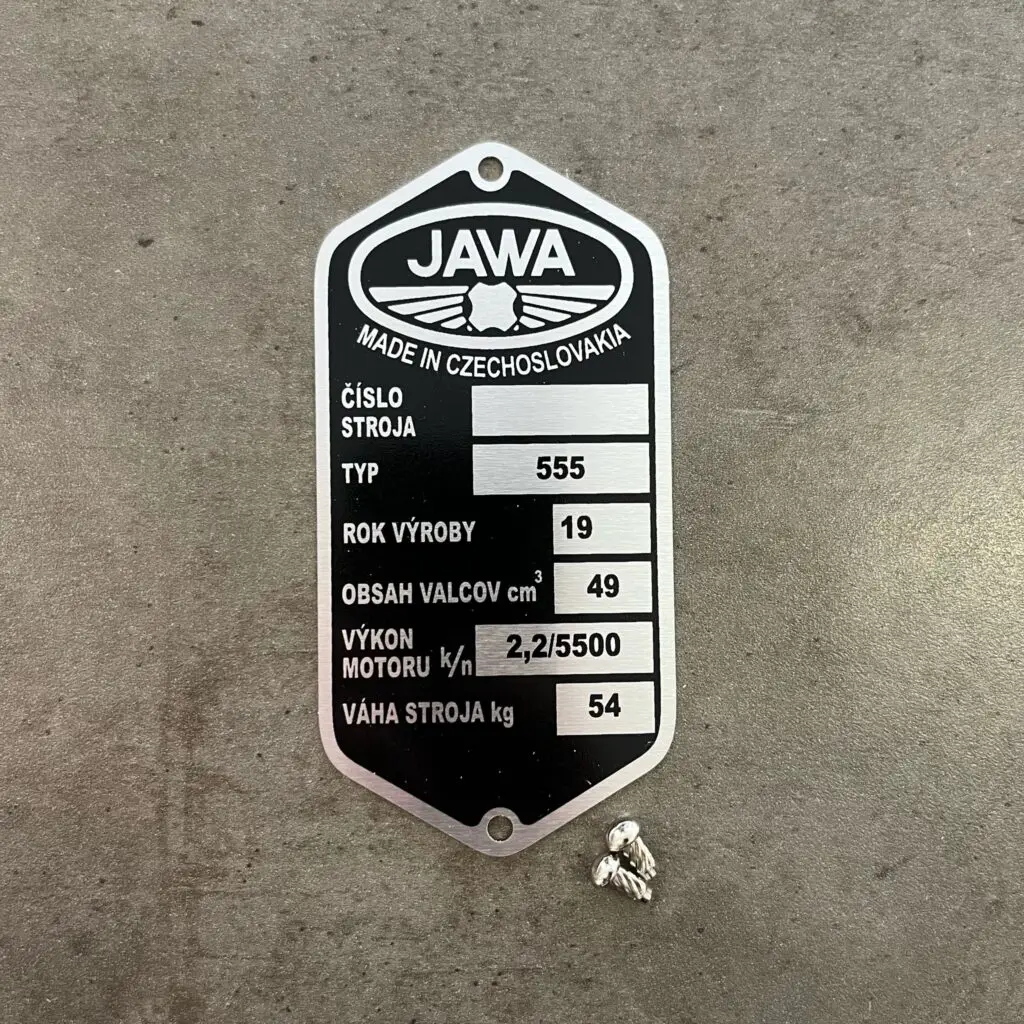 JAWA
MADE IN CZECHOSLOVAKIA
ČÍSLO
STROJA
TYP 555
ROK VÝROBY 19
OBSAH VALCOV cm³ 49
VÝKON
MOTORU k/n 2,2/5500
VÁHA STROJA kg 54